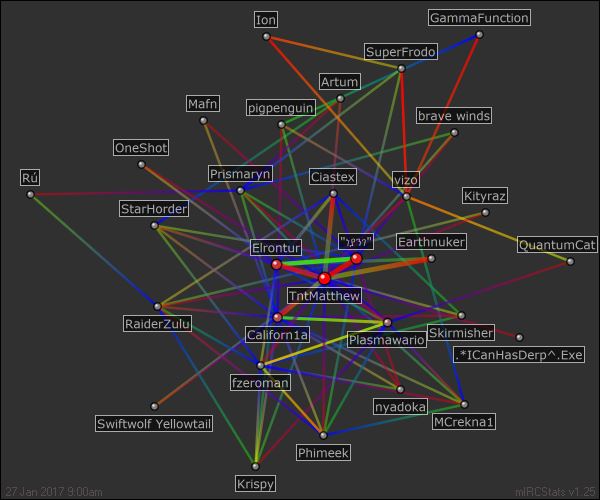 Ion
GammaFunction
SuperFrodo
Artum
Mafn
pigpenguin
brave winds
OneShot
Rú
Prismaryn
Ciastex
vizo
Kityraz
StarHorder
Elrontur
Earthnuker
QuantumCat
TntMatthew
RaiderZulu
Californ1a
Plasmawario
Skirmisher
.*ICanHasDerp^.Exe
fzeroman
nyadoka
Swiftwolf Yellowtail
MCrekna1
Phimeek
Krispy
27 Jan 2017 9:00am
mIRCStats v1.25